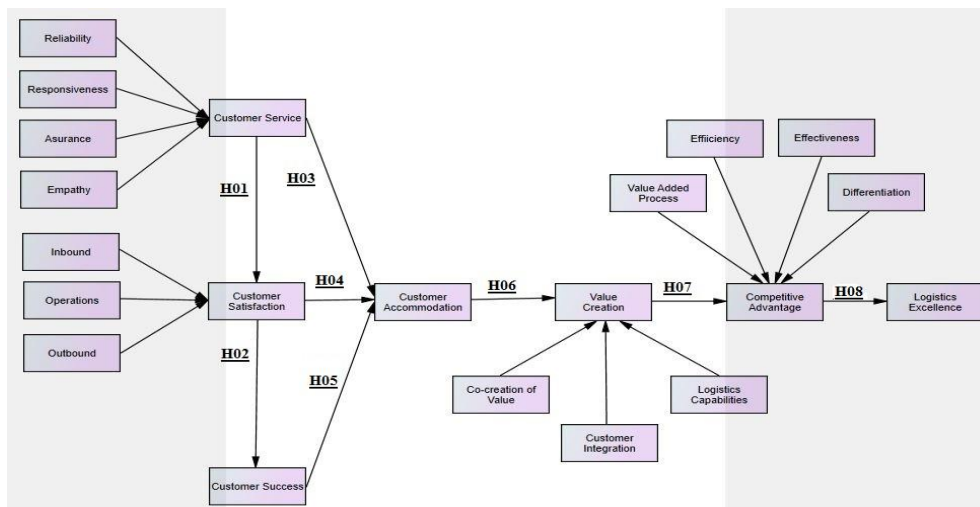 Reliability
Responsiveness
Asurance
Empathy
Customer Service
H01
H03
Inbound
Operations
Outbound
Customer
Satisfaction
H04
H02
H05
Customer Success
Customer
Accommodation
H06
Value
Creation
H07
Co-creation of
Value
Customer
Integration
Logistics
Capabilities
Value Added
Process
Effiiciency
Effectiveness
Differentiation
Competitive
Advantage
H08
Logistics
Excellence